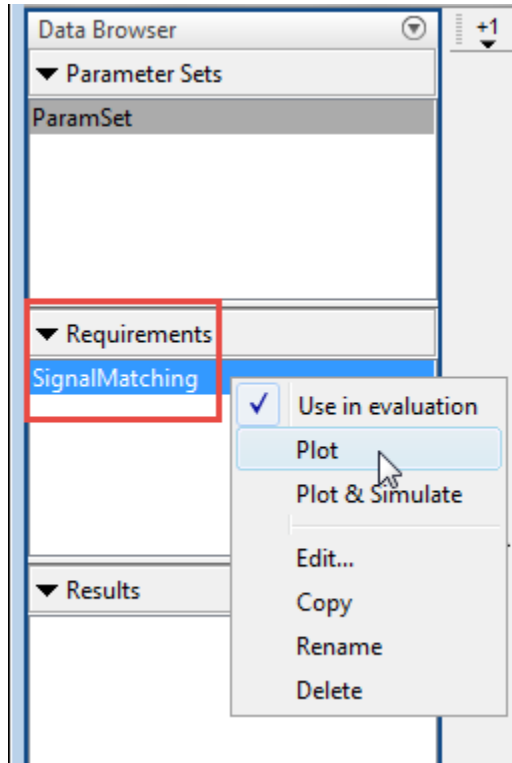 Data Browser
+1
Parameter Sets
ParamSet
Requirements
SignalMatching
Use in evaluation
Plot
Plot & Simulate
Edit...
Copy
Rename
Delete
Results